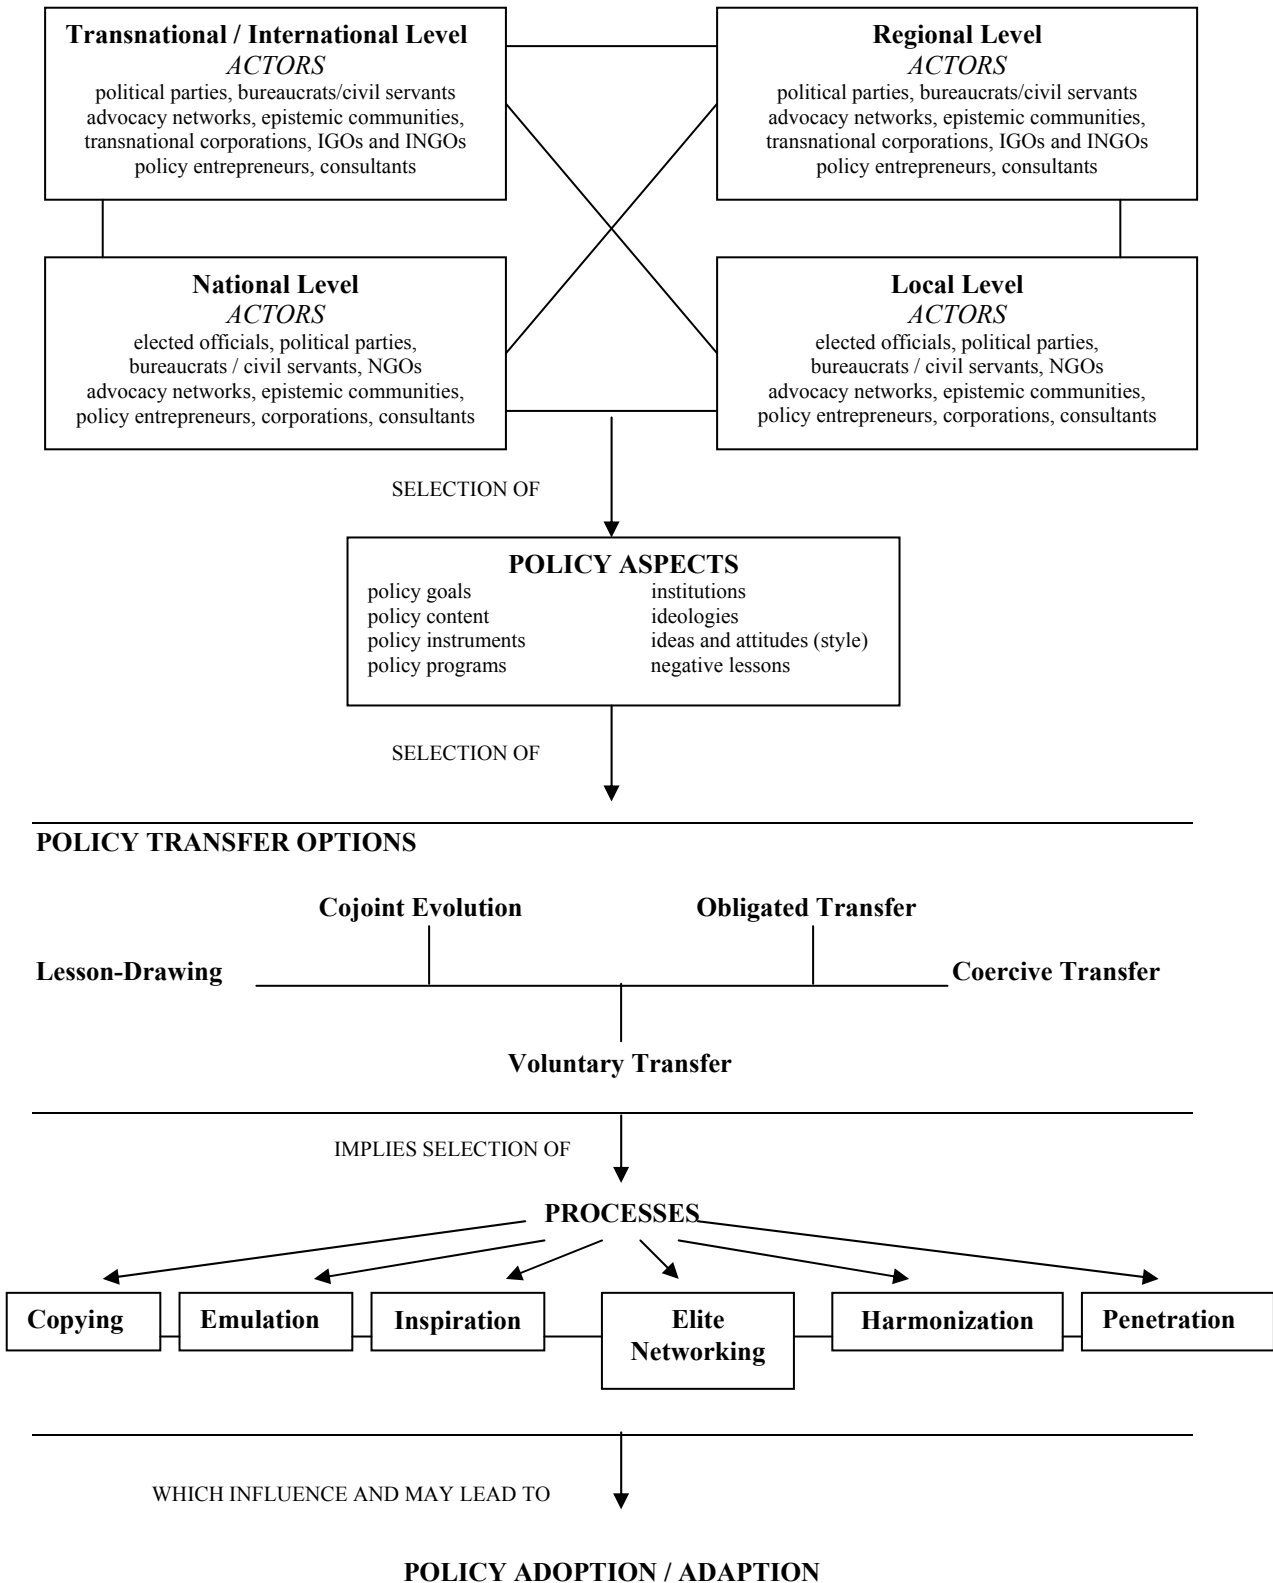 Transnational / International Level
ACTORS
political parties, bureaucrats/civil servants
advocacy networks, epistemic communities,
transnational corporations, IGOs and INGOs
policy entrepreneurs, consultants
Regional Level
ACTORS
political parties, bureaucrats/civil servants
advocacy networks, epistemic communities,
transnational corporations, IGOs and INGOs
policy entrepreneurs, consultants
National Level
ACTORS
elected officials, political parties,
bureaucrats / civil servants, NGOs
advocacy networks, epistemic communities,
policy entrepreneurs, corporations, consultants
Local Level
ACTORS
elected officials, political parties,
bureaucrats / civil servants, NGOs
advocacy networks, epistemic communities,
policy entrepreneurs, corporations, consultants
SELECTION OF
POLICY ASPECTS
policy goals
policy content
policy instruments
policy programs
institutions
ideologies
ideas and attitudes (style)
negative lessons
SELECTION OF
POLICY TRANSFER OPTIONS
Cojoint Evolution
Obligated Transfer
Lesson-Drawing
Coercive Transfer
Voluntary Transfer
IMPLIES SELECTION OF
PROCESSES
Copying
Emulation
Inspiration
Elite
Networking
Harmonization
Penetration
WHICH INFLUENCE AND MAY LEAD TO
POLICY ADOPTION / ADAPTION